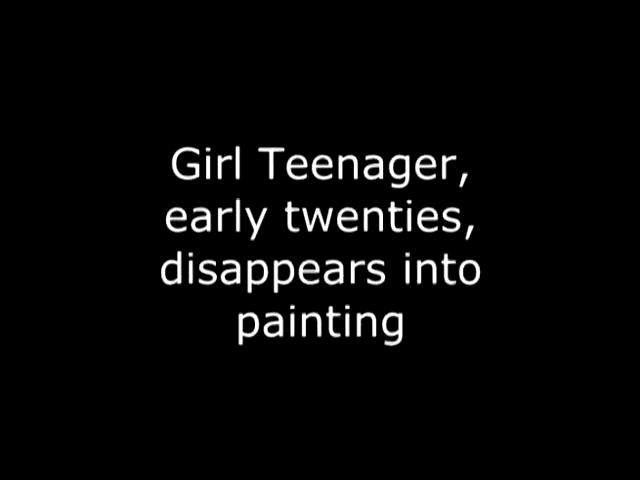 Girl Teenager,
early twenties,
disappears into
painting